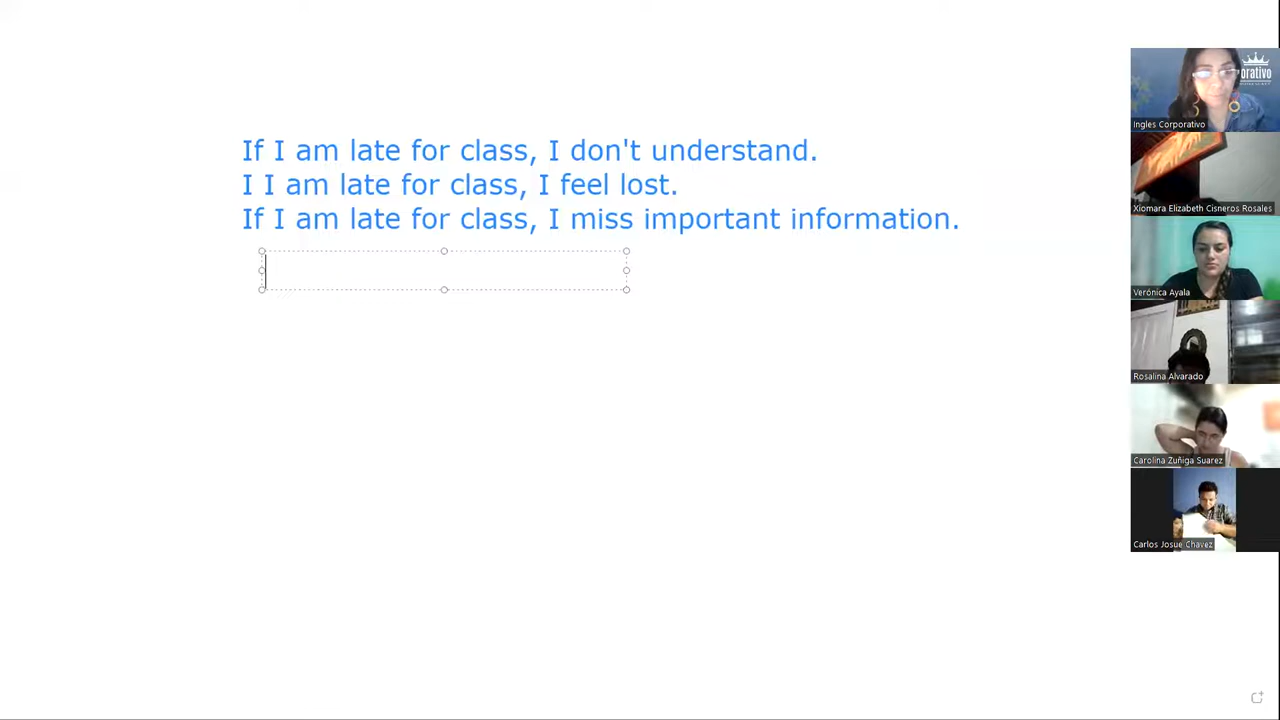 If I am late for class, I don't understand.
I I am late for class, I feel lost.
If I am late for class, I miss important information.
orativo
Ingles Corporativo
Xiomara Elizabeth Cisneros Rosales
Verónica Ayala
Rosalina Alvarado
Carolina Zuñiga Suarez
Carlos Josue Chavez